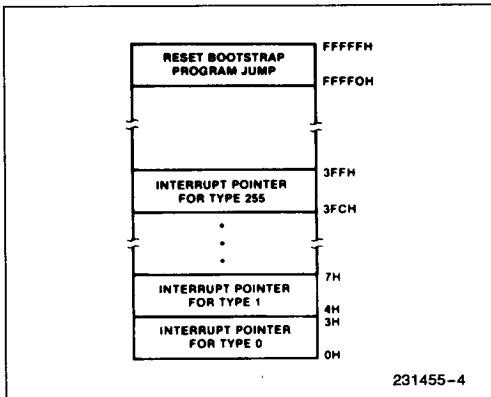 FFFFFH
RESET BOOTSTRAP
PROGRAM JUMP
FFFF0H
3FFH
INTERRUPT POINTER
FOR TYPE 255
3FCH
7H
INTERRUPT POINTER
FOR TYPE 1
4H
3H
INTERRUPT POINTER
FOR TYPE 0
0H
231455-4